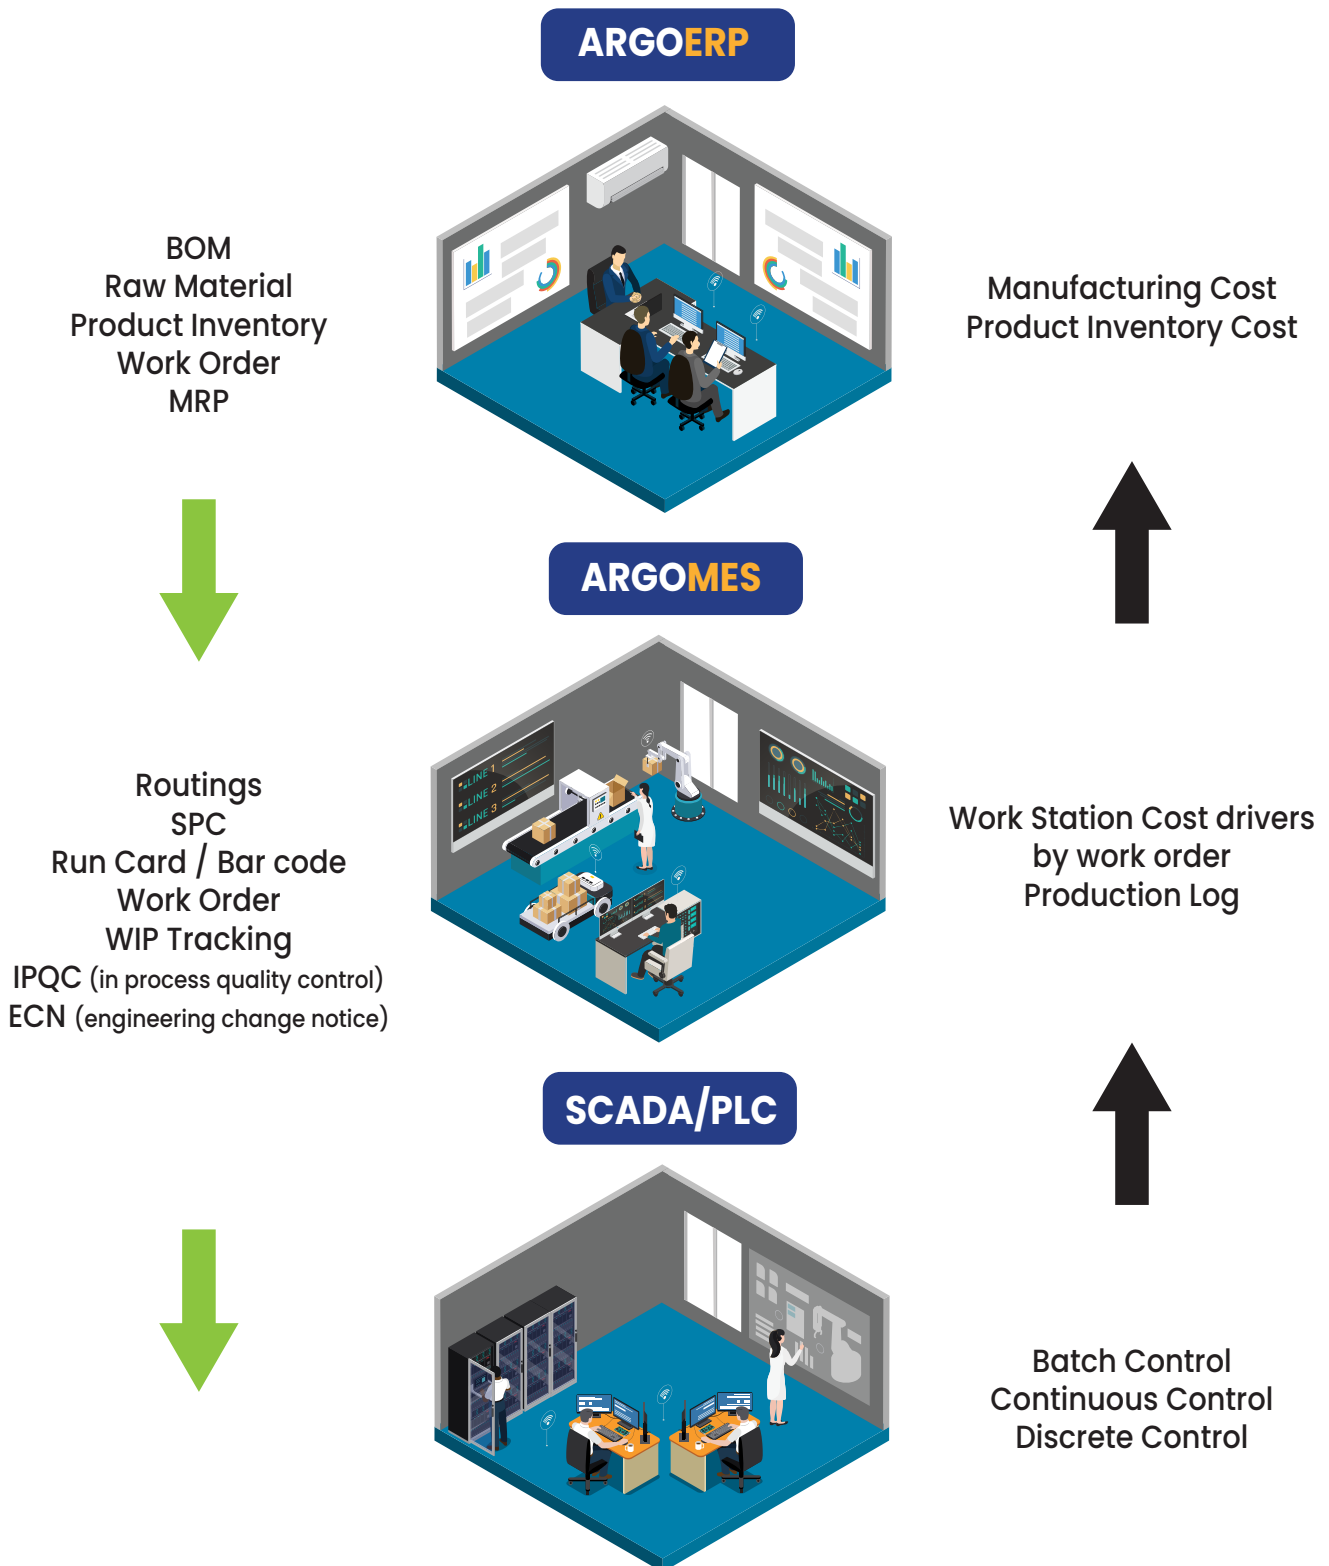 ARGOERP
BOM
Raw Material
Product Inventory
Work Order
MRP
Manufacturing Cost
Product Inventory Cost
ARGOMES
LINE 1
LINE 2
LINE 3
Routings
SPC
Run Card / Bar code
Work Order
WIP Tracking
IPQC (in process quality control)
ECN (engineering change notice)
Work Station Cost drivers
by work order
Production Log
SCADA/PLC
Batch Control
Continuous Control
Discrete Control